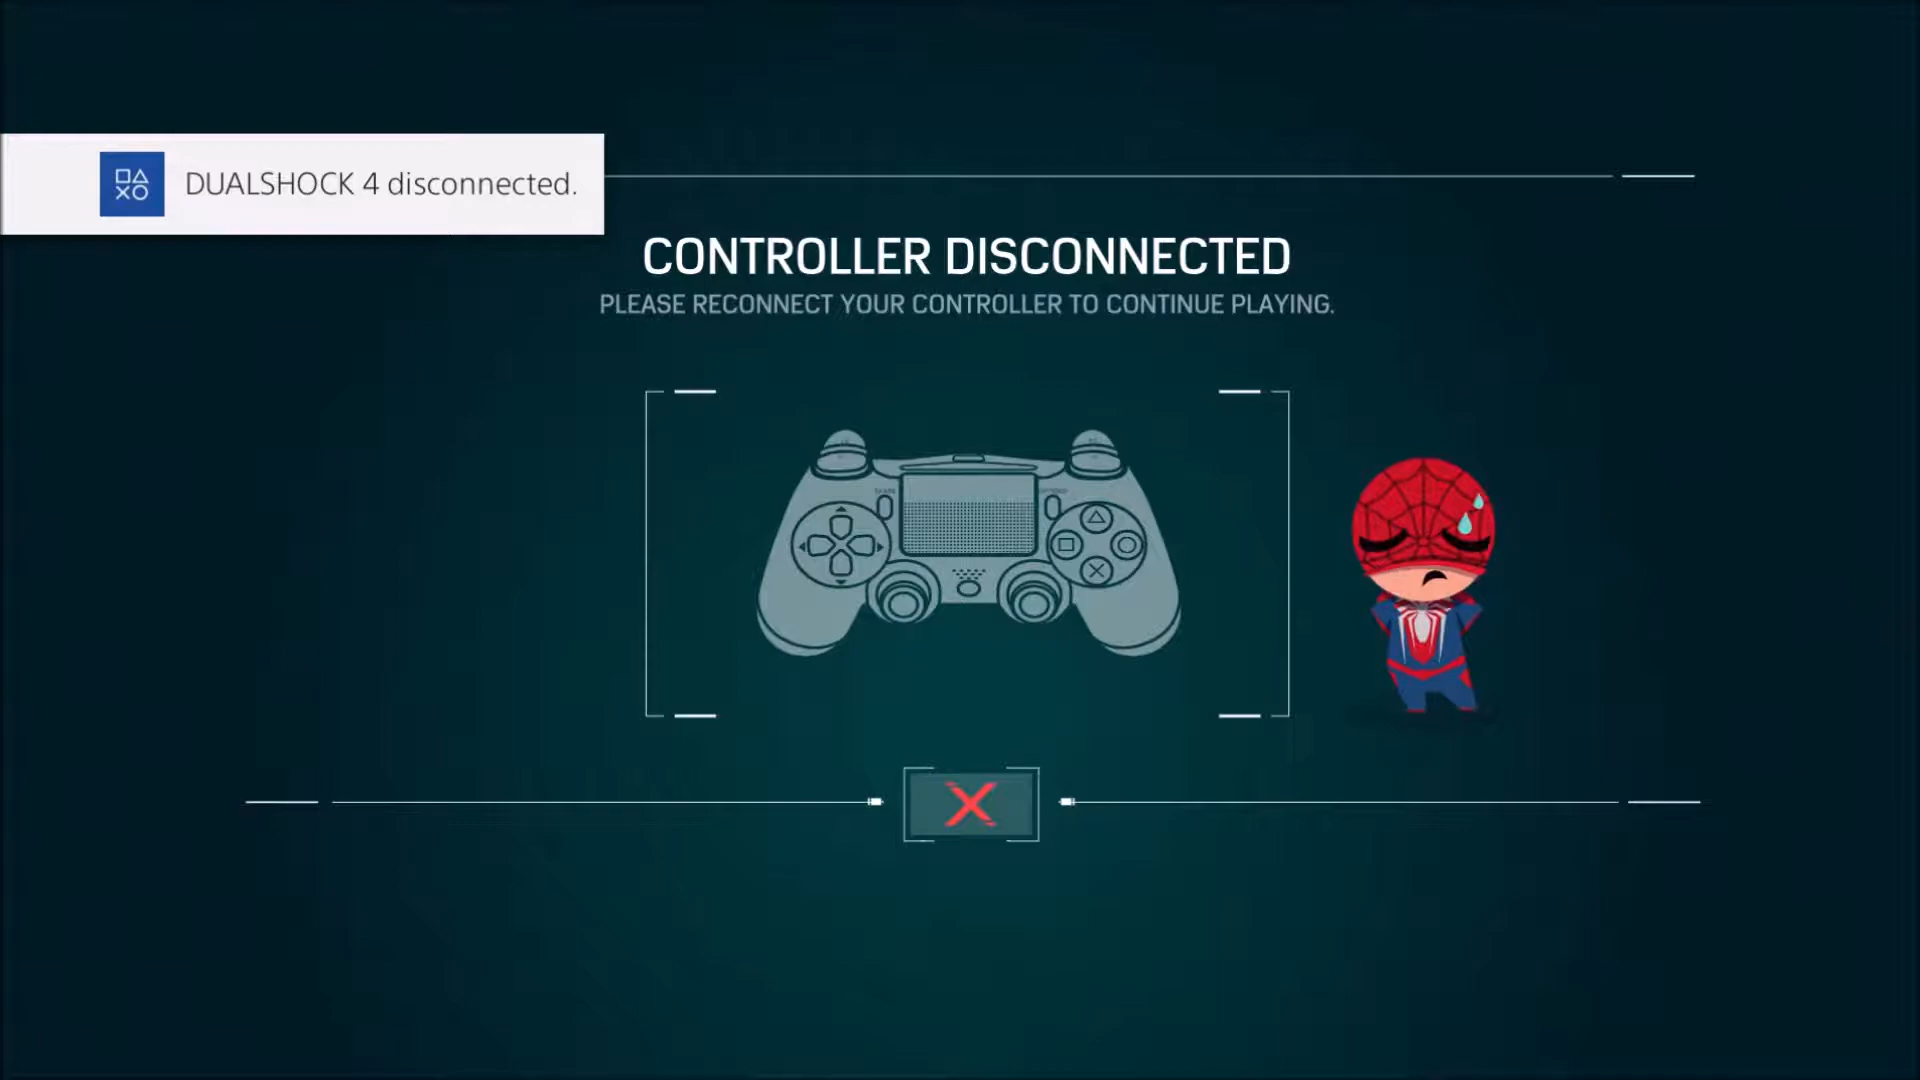 DUALSHOCK 4 disconnected.
CONTROLLER DISCONNECTED
PLEASE RECONNECT YOUR CONTROLLER TO CONTINUE PLAYING.